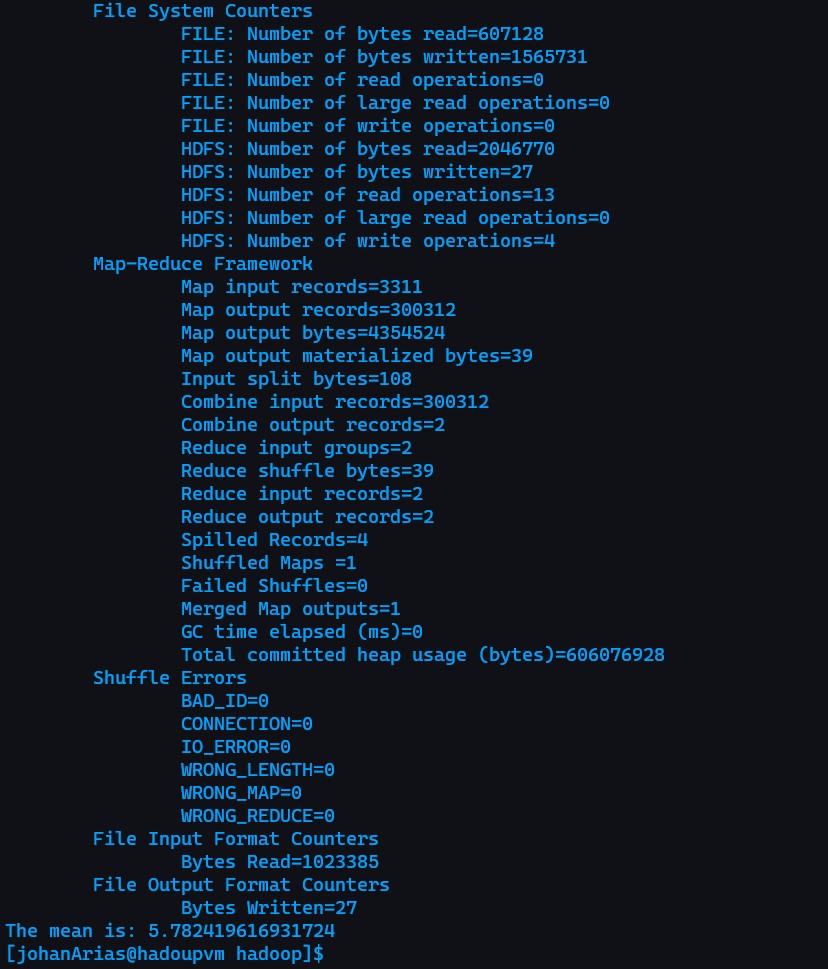 File System Counters
FILE: Number of bytes read=607128
FILE: Number of bytes written=1565731
FILE: Number of read operations=0
FILE: Number of large read operations=0
FILE: Number of write operations=0
HDFS: Number of bytes read=2046770
HDFS: Number of bytes written=27
HDFS: Number of read operations=13
HDFS: Number of large read operations=0
HDFS: Number of write operations=4
Map-Reduce Framework
Map input records=3311
Map output records=300312
Map output bytes=4354524
Map output materialized bytes=39
Input split bytes=108
Combine input records=300312
Combine output records=2
Reduce input groups=2
Reduce shuffle bytes=39
Reduce input records=2
Reduce output records=2
Spilled Records=4
Shuffled Maps =1
Failed Shuffles=0
Merged Map outputs=1
GC time elapsed (ms)=0
Total committed heap usage (bytes)=606076928
Shuffle Errors
BAD_ID=0
CONNECTION=0
IO_ERROR=0
WRONG_LENGTH=0
WRONG_MAP=0
WRONG_REDUCE=0
File Input Format Counters
Bytes Read=1023385
File Output Format Counters
Bytes Written=27
The mean is: 5.782419616931724
[johanArias@hadoupvm hadoop]$